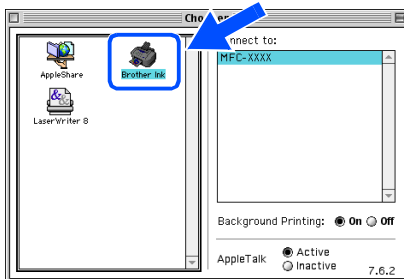 AppleShare
Brother Ink
LaserWriter 8
nnect to:
MFC-XXXX
Background Printing: On Off
AppleTalk Active
Inactive
7.6.2